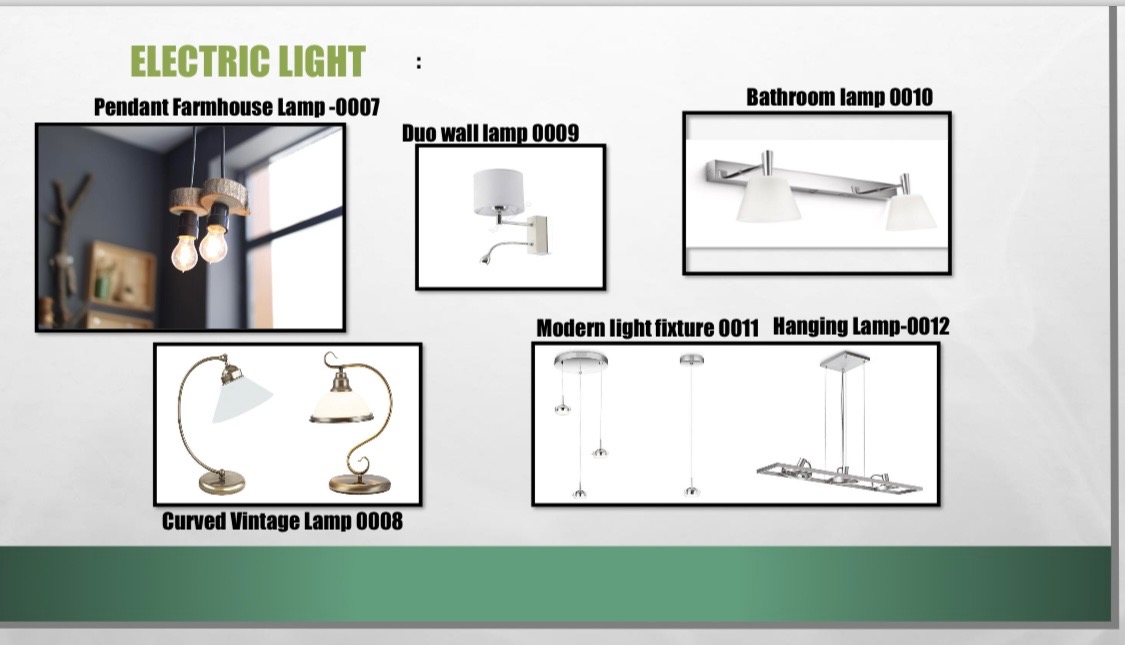 ELECTRIC LIGHT :
Pendant Farmhouse Lamp -0007
Duo wall lamp 0009
Bathroom lamp 0010
Modern light fixture 0011
Hanging Lamp-0012
Curved Vintage Lamp 0008